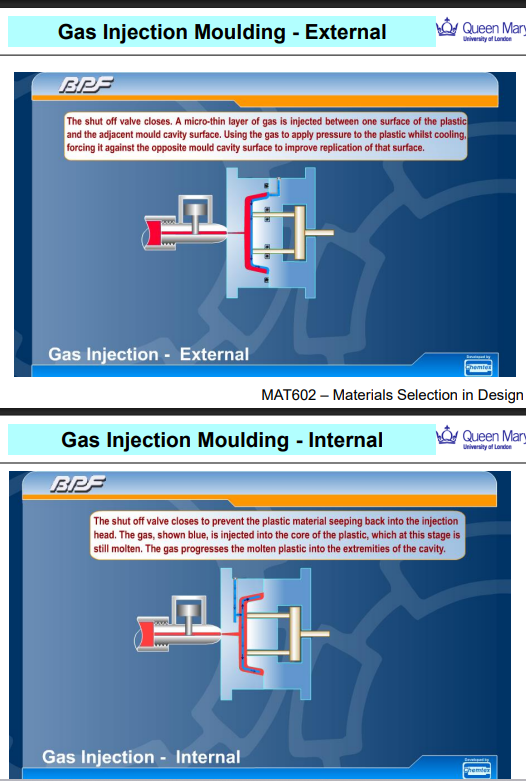 Gas Injection Moulding - External
Queen Mary
University of London
BPF
The shut off valve closes. A micro-thin layer of gas is injected between one surface of the plastic
and the adjacent mould cavity surface. Using the gas to apply pressure to the plastic whilst cooling,
forcing it against the opposite mould cavity surface to improve replication of that surface.
Gas Injection - External
Developed by
Chemtex
MAT602 – Materials Selection in Design
Gas Injection Moulding - Internal
Queen Mary
University of London
BPF
The shut off valve closes to prevent the plastic material seeping back into the injection
head. The gas, shown blue, is injected into the core of the plastic, which at this stage is
still molten. The gas progresses the molten plastic into the extremities of the cavity.
Gas Injection - Internal
Developed by
Chemtex